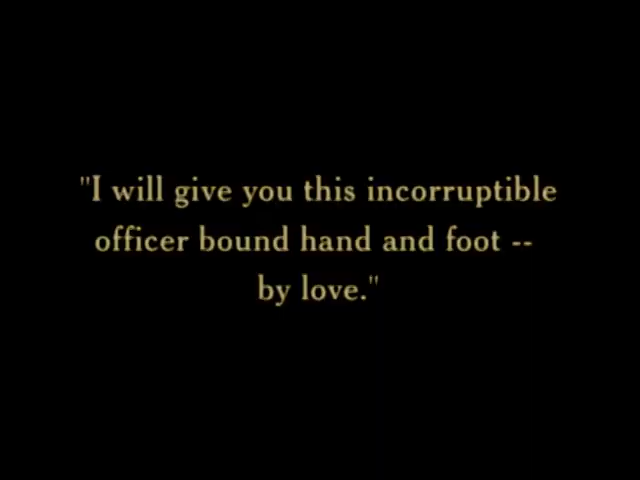 "I will give you this incorruptible
officer bound hand and foot --
by love."